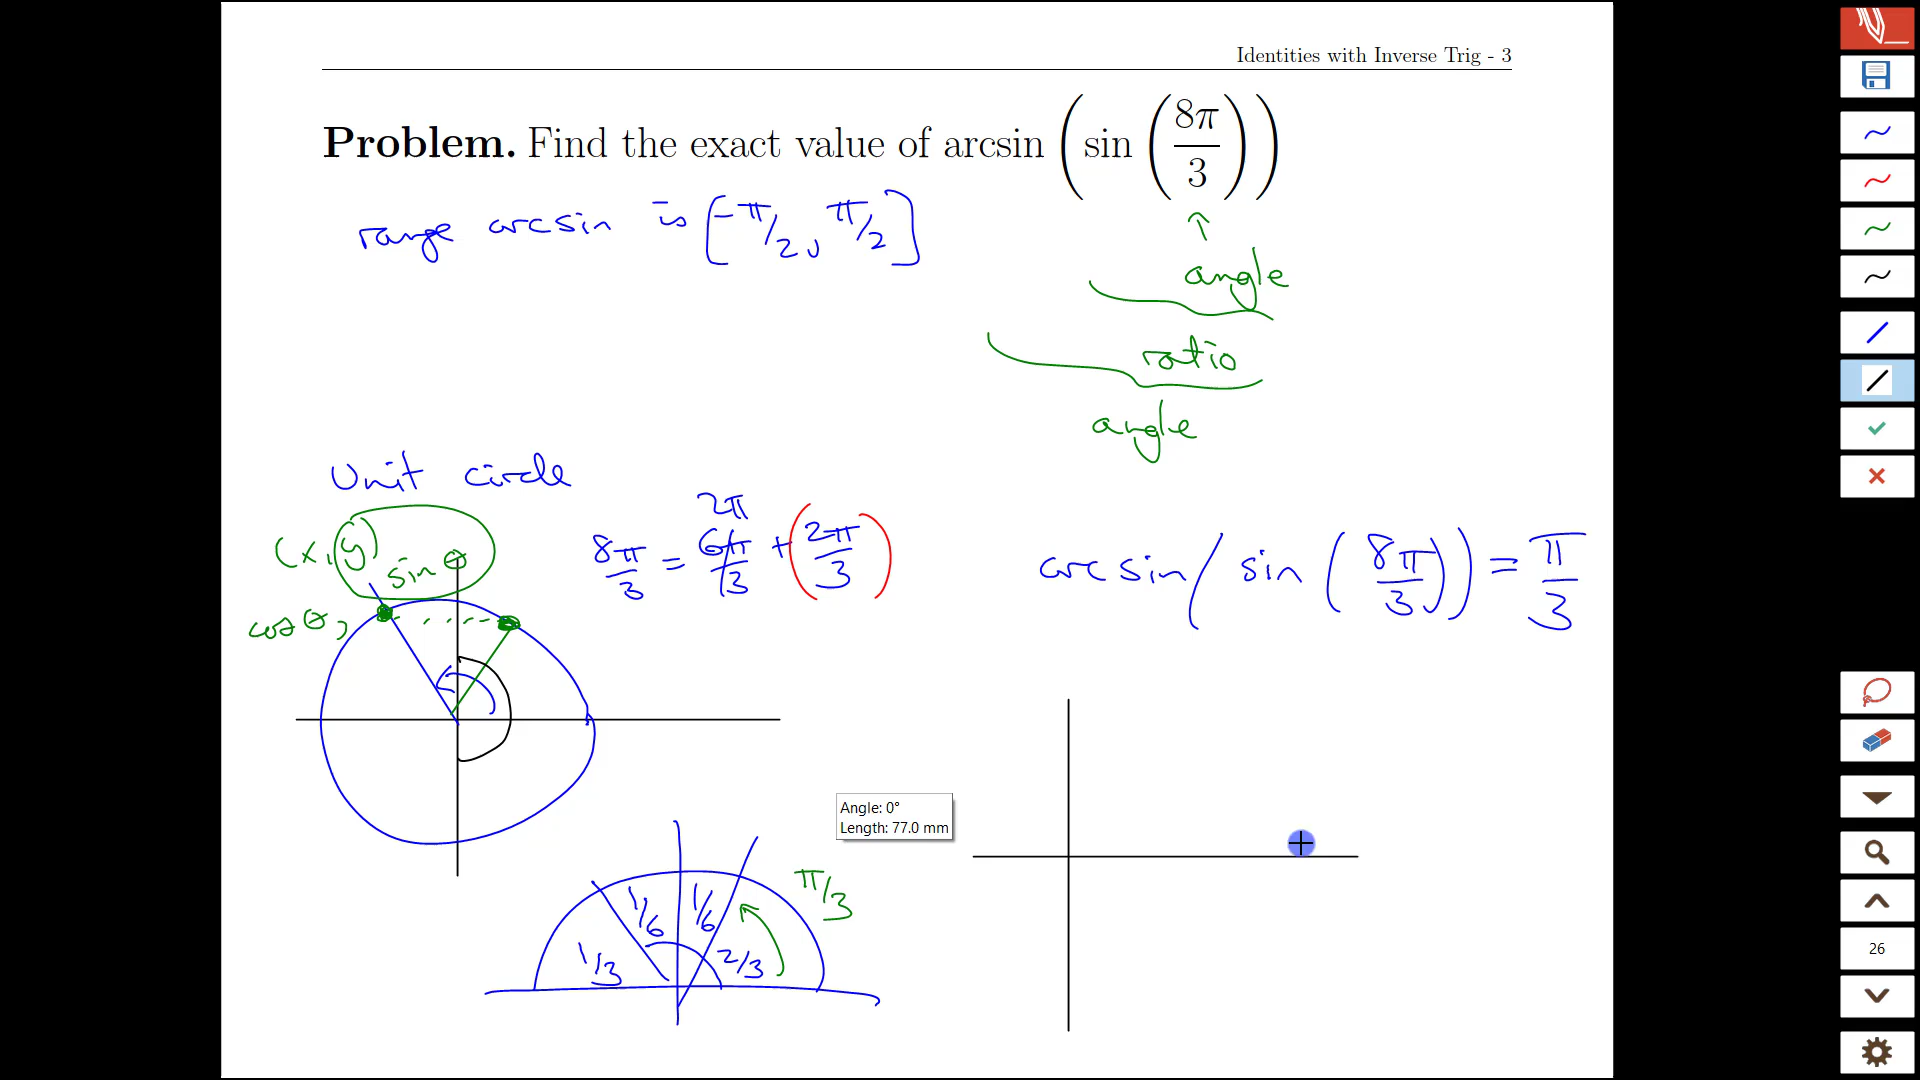 Identities with Inverse Trig - 3
Problem. Find the exact value of arcsin(sin(8π/3))
range arcsin is [-π/2, π/2]
↑
angle
ratio
angle
Unit circle
(x, y)
sin θ
cos θ,
2π
8π/3 = 6π/3 + (2π/3)
arcsin(sin(8π/3)) = π/3
Angle: 0°
Length: 77.0 mm
π/3
1/6 1/6
1/3 2/3
26